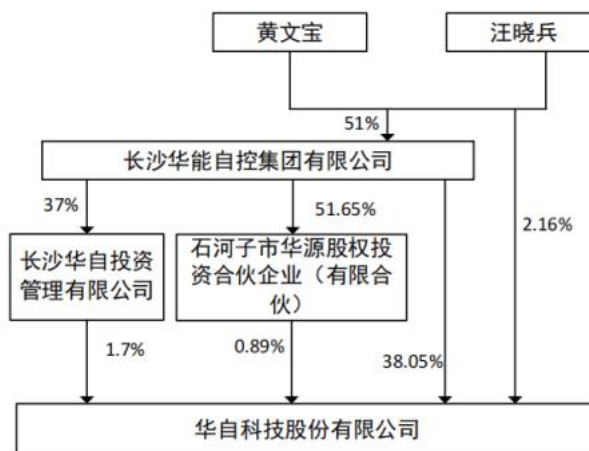 黄文宝
汪晓兵
51%
长沙华能自控集团有限公司
37%
51.65%
2.16%
长沙华自投资
管理有限公司
石河子市华源股权投
资合伙企业（有限合
伙）
1.7%
0.89%
38.05%
华自科技股份有限公司